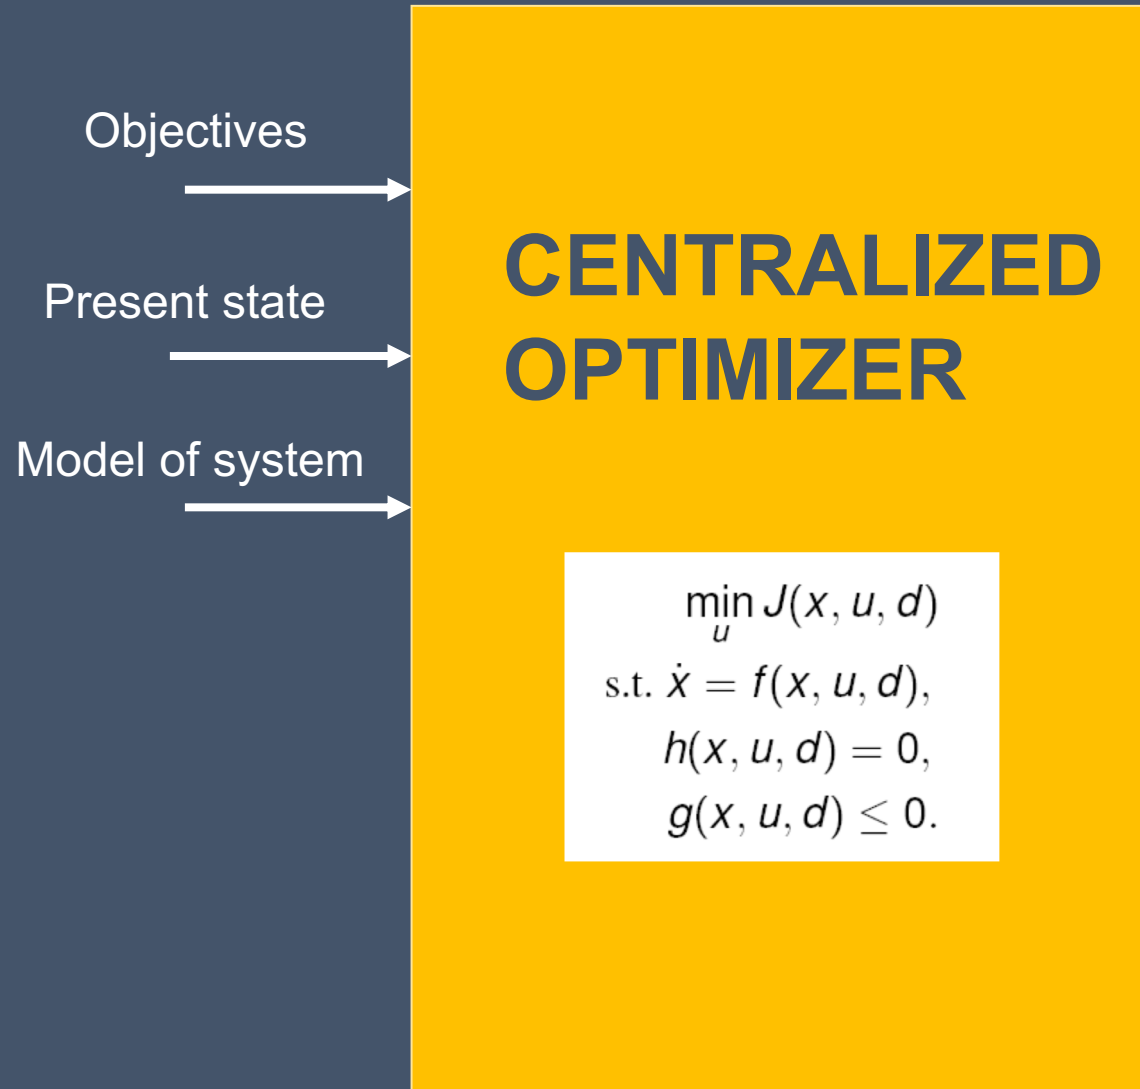 Objectives
Present state
Model of system
CENTRALIZED
OPTIMIZER
min J(x, u, d)
u
s.t. ẋ = f(x, u, d),
h(x, u, d) = 0,
g(x, u, d) ≤ 0.